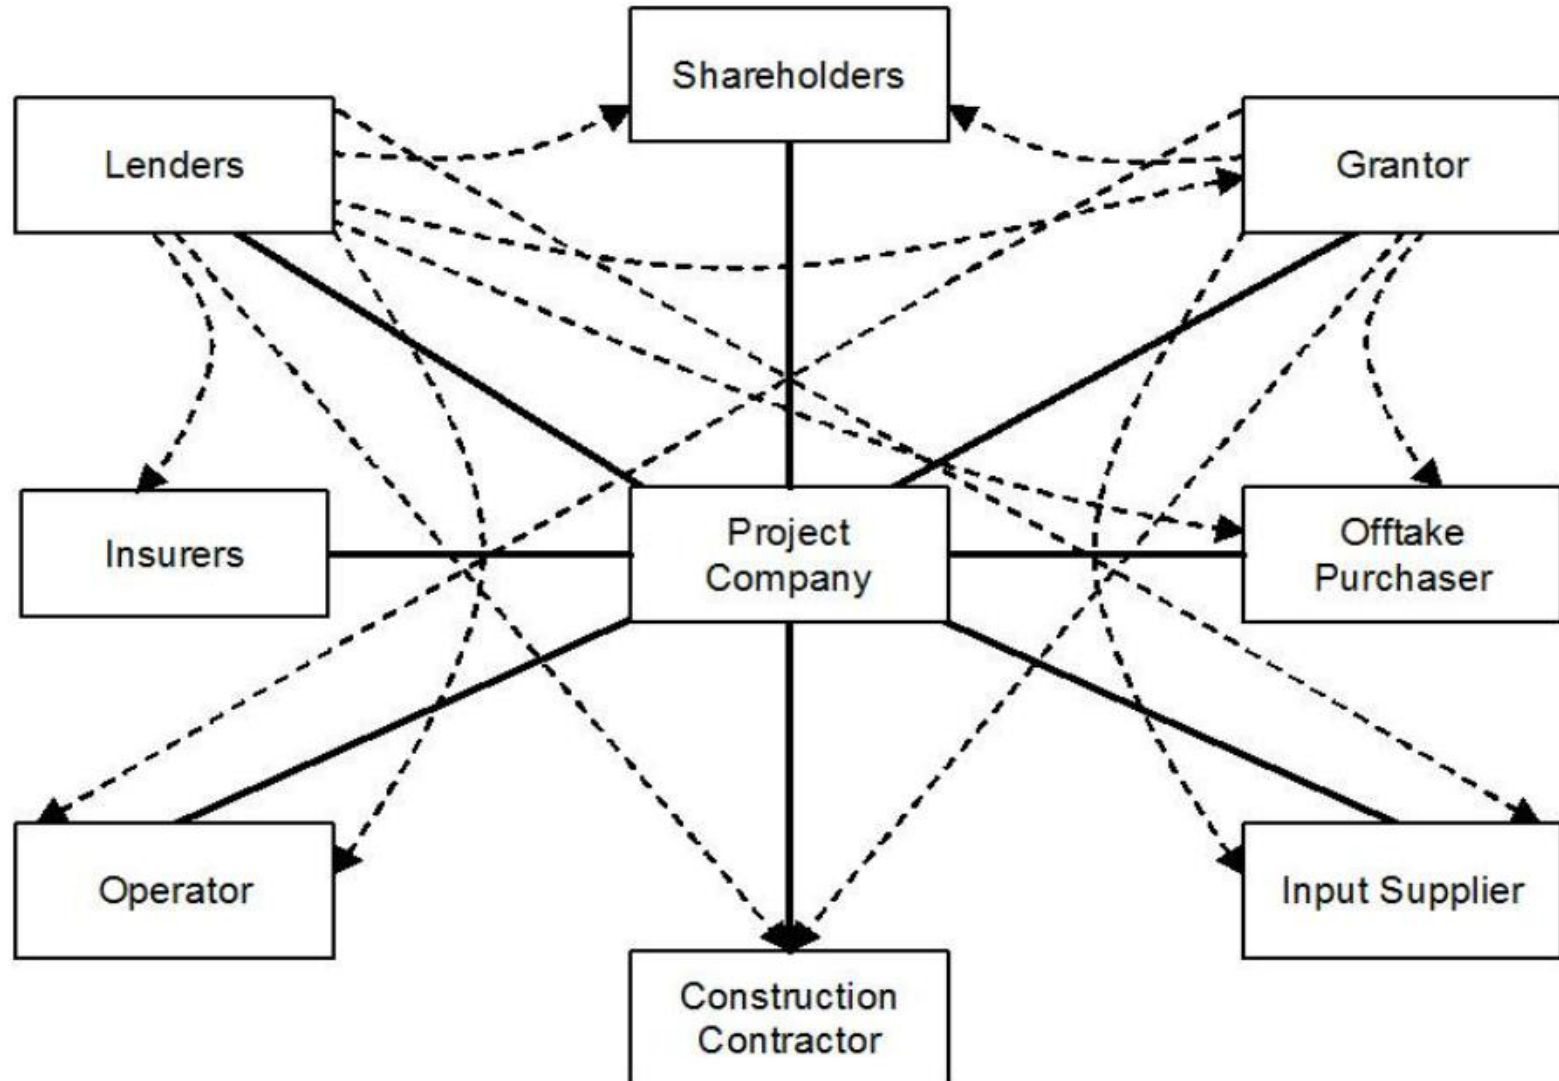 Shareholders
Lenders
Grantor
Project
Company
Insurers
Offtake
Purchaser
Operator
Input Supplier
Construction
Contractor